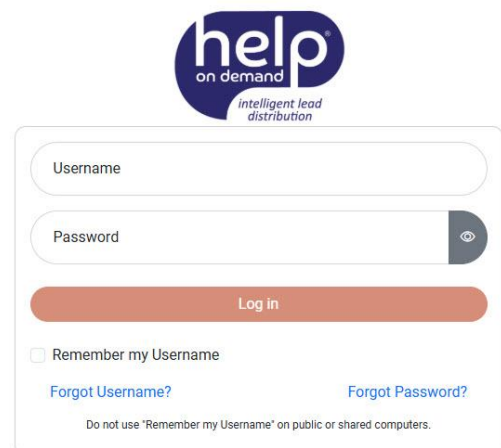 help®
on demand
intelligent lead
distribution
Username
Password
Log in
Remember my Username
Forgot Username? Forgot Password?
Do not use "Remember my Username" on public or shared computers.